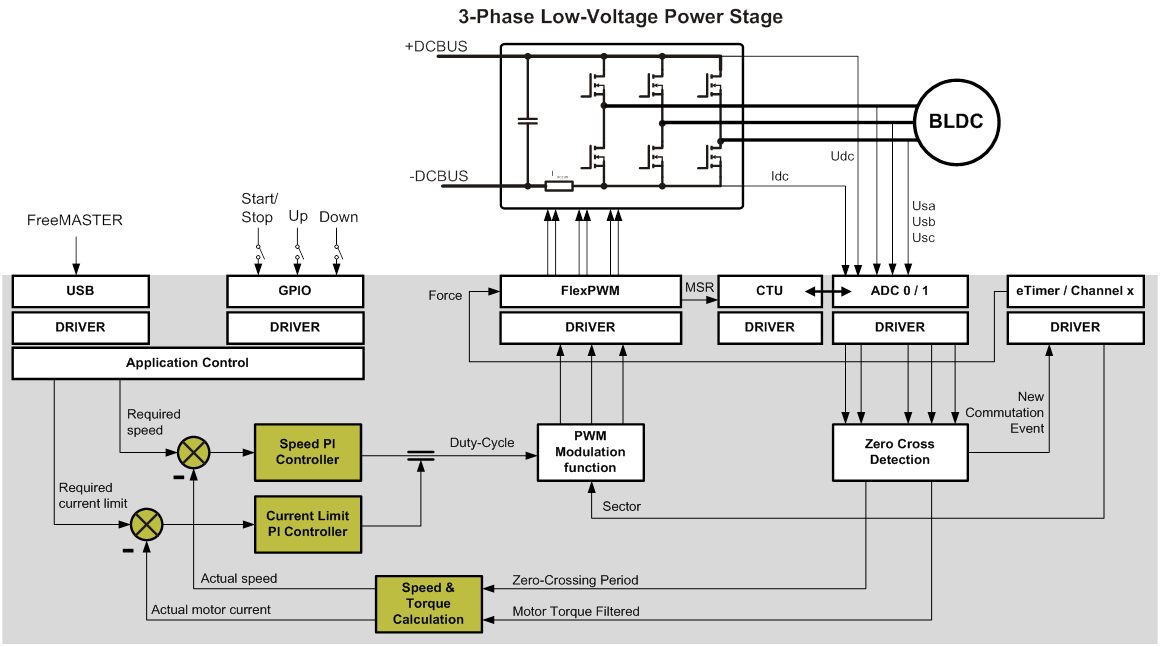 3-Phase Low-Voltage Power Stage
+DCBUS
-DCBUS
BLDC
Udc
Idc
Usa
Usb
Usc
FreeMASTER
Start/
Stop
Up
Down
USB
GPIO
FlexPWM
MSR
CTU
ADC 0 / 1
eTimer / Channel x
Force
DRIVER
DRIVER
DRIVER
DRIVER
DRIVER
DRIVER
Application Control
Required
speed
Speed PI
Controller
Duty-Cycle
PWM
Modulation
function
Zero Cross
Detection
New
Commutation
Event
Required
current limit
Current Limit
PI Controller
Sector
Actual speed
Actual motor current
Speed &
Torque
Calculation
Zero-Crossing Period
Motor Torque Filtered